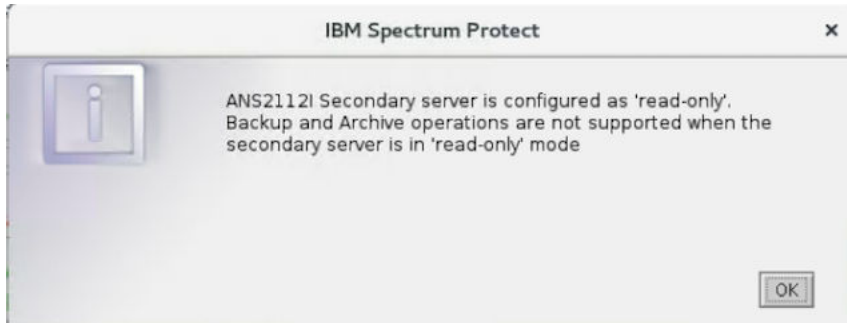 IBM Spectrum Protect
ANS2112I Secondary server is configured as 'read-only'.
Backup and Archive operations are not supported when the
secondary server is in 'read-only' mode
OK